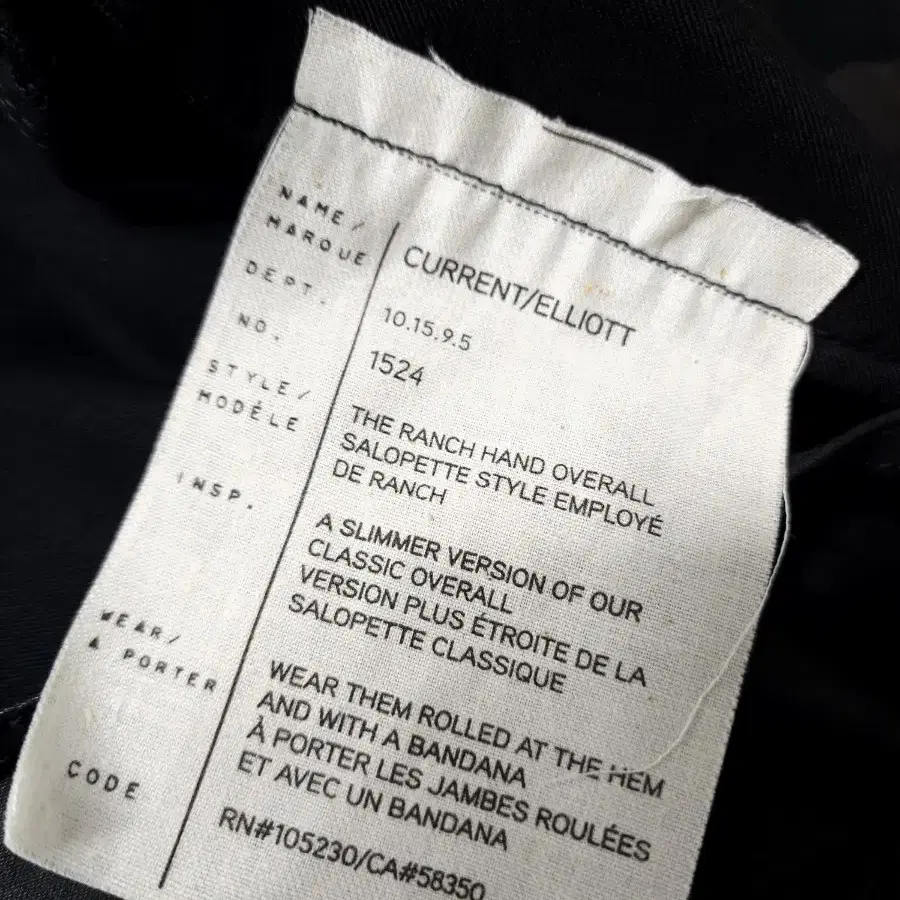 NAME/
MARQUE
CURRENT/ELLIOTT
DEPT.
10.15.9.5
NO.
1524
STYLE/
MODÈLE
THE RANCH HAND OVERALL
SALOPETTE STYLE EMPLOYÉ
DE RANCH
INSP.
A SLIMMER VERSION OF OUR
CLASSIC OVERALL
VERSION PLUS ÉTROITE DE LA
SALOPETTE CLASSIQUE
WEAR/
À PORTER
WEAR THEM ROLLED AT THE HEM
AND WITH A BANDANA
À PORTER LES JAMBES ROULÉES
ET AVEC UN BANDANA
CODE
RN#105230/CA#58350